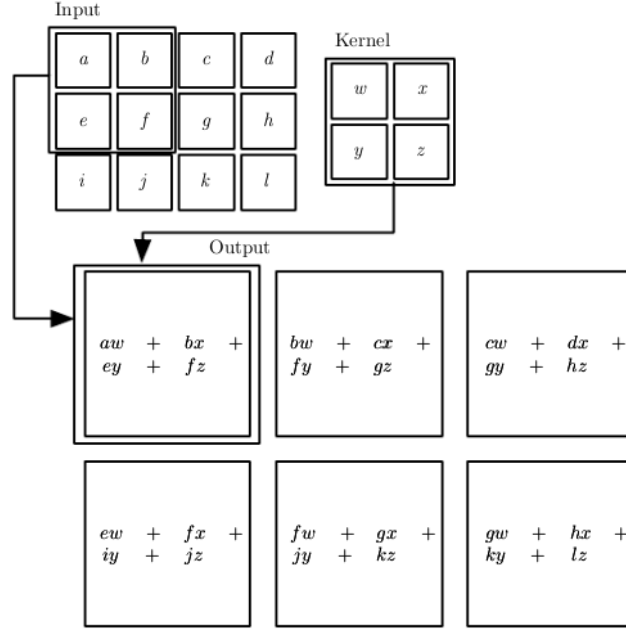 Input
a b c d
e f g h
i j k l
Kernel
w x
y z
Output
aw + bx +
ey + fz
bw + cx +
fy + gz
cw + dx +
gy + hz
ew + fx +
iy + jz
fw + gx +
jy + kz
gw + hx +
ky + lz